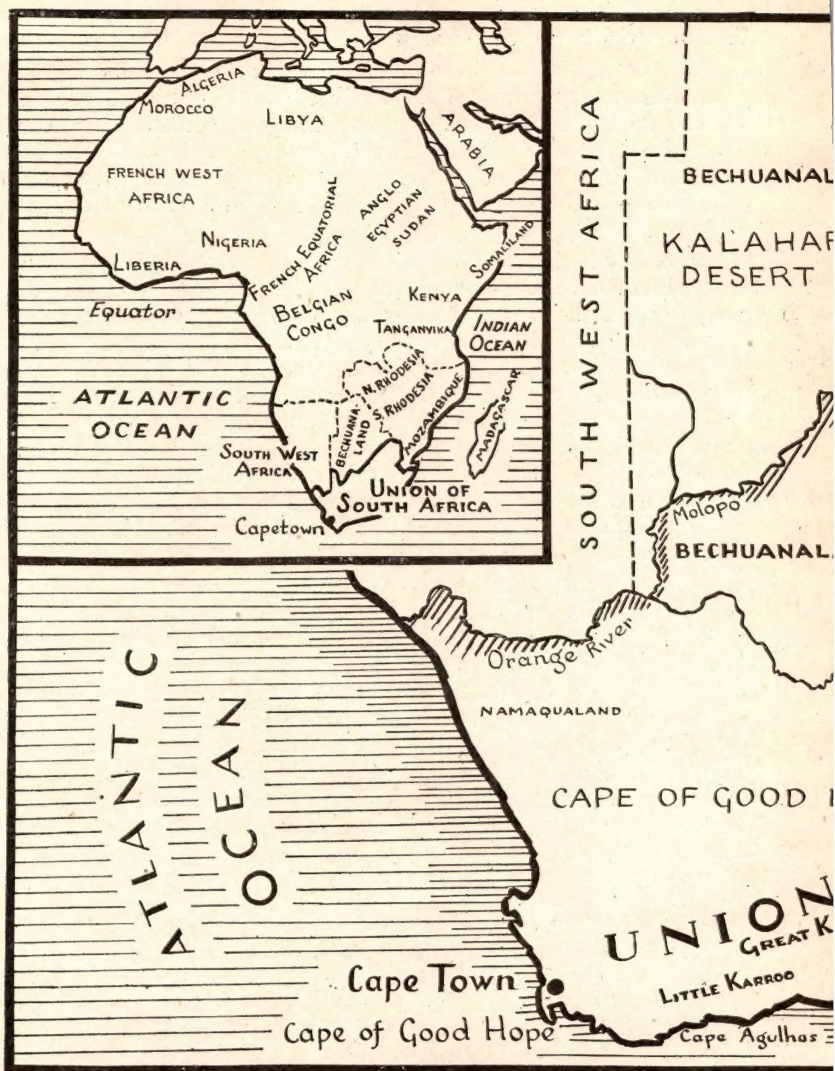 ALGERIA
MOROCCO
LIBYA
ARABIA
FRENCH WEST
AFRICA
ANGLO
EGYPTIAN
SUDAN
NIGERIA
FRENCH EQUATORIAL
AFRICA
SOMALILAND
LIBERIA
Equator
BELGIAN
CONGO
KENYA
TANGANYIKA
INDIAN
OCEAN
N. RHODESIA
S. RHODESIA
MOZAMBIQUE
MADAGASCAR
ATLANTIC
OCEAN
BECHUANA-
LAND
SOUTH WEST
AFRICA
UNION OF
SOUTH AFRICA
Capetown
SOUTH WEST AFRICA
BECHUANAL
KALAHAR
DESERT
Molopo
BECHUANAL
Orange River
NAMAQUALAND
ATLANTIC
OCEAN
CAPE OF GOOD
UNION
GREAT K
LITTLE KARROO
Cape Town
Cape of Good Hope
Cape Agulhas